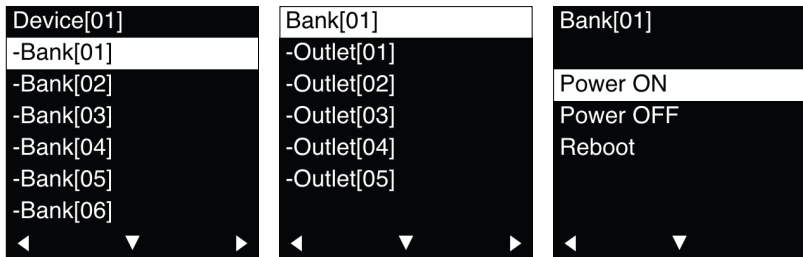 Device[01]
-Bank[01]
-Bank[02]
-Bank[03]
-Bank[04]
-Bank[05]
-Bank[06]
Bank[01]
-Outlet[01]
-Outlet[02]
-Outlet[03]
-Outlet[04]
-Outlet[05]
Bank[01]
Power ON
Power OFF
Reboot